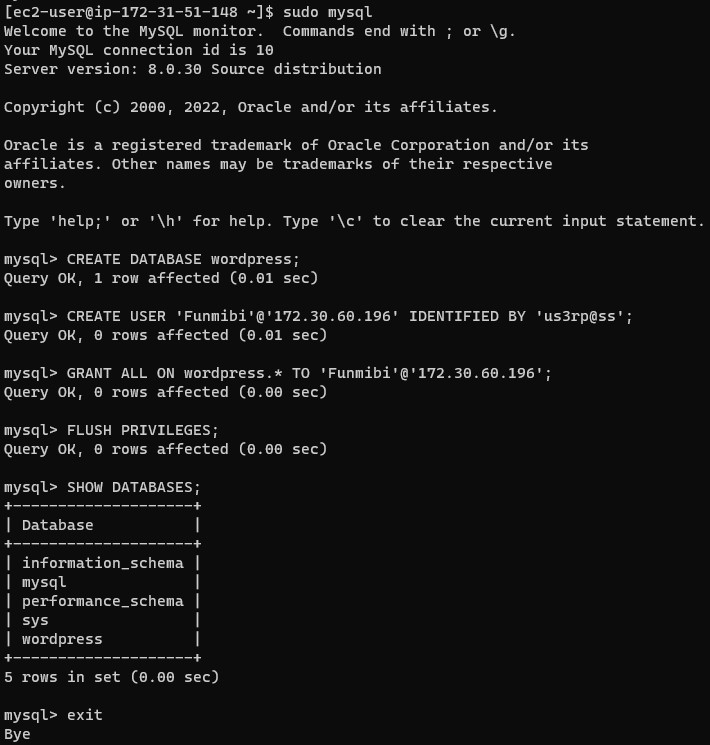 [ec2-user@ip-172-31-51-148 ~]$ sudo mysql
Welcome to the MySQL monitor.  Commands end with ; or \g.
Your MySQL connection id is 10
Server version: 8.0.30 Source distribution

Copyright (c) 2000, 2022, Oracle and/or its affiliates.

Oracle is a registered trademark of Oracle Corporation and/or its
affiliates. Other names may be trademarks of their respective
owners.

Type 'help;' or '\h' for help. Type '\c' to clear the current input statement.

mysql> CREATE DATABASE wordpress;
Query OK, 1 row affected (0.01 sec)

mysql> CREATE USER 'Funmibi'@'172.30.60.196' IDENTIFIED BY 'us3rp@ss';
Query OK, 0 rows affected (0.01 sec)

mysql> GRANT ALL ON wordpress.* TO 'Funmibi'@'172.30.60.196';
Query OK, 0 rows affected (0.00 sec)

mysql> FLUSH PRIVILEGES;
Query OK, 0 rows affected (0.00 sec)

mysql> SHOW DATABASES;
+--------------------+
| Database           |
+--------------------+
| information_schema |
| mysql              |
| performance_schema |
| sys                |
| wordpress          |
+--------------------+
5 rows in set (0.00 sec)

mysql> exit
Bye